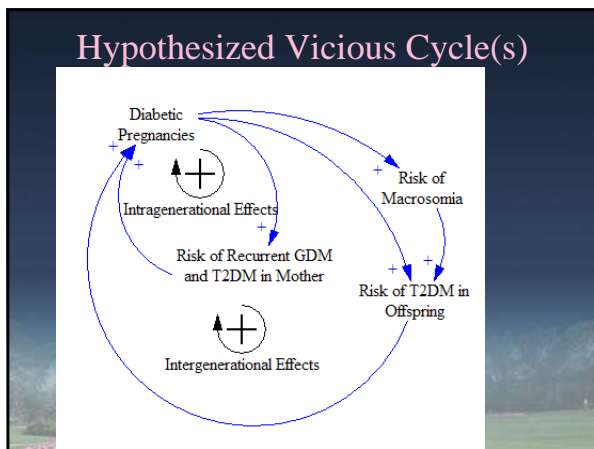 Hypothesized Vicious Cycle(s)
Diabetic
Pregnancies
+
+
+
Intragenerational Effects
+
+
Risk of
Macrosomia
Risk of Recurrent GDM
and T2DM in Mother
+
+
Risk of T2DM in
Offspring
+
Intergenerational Effects